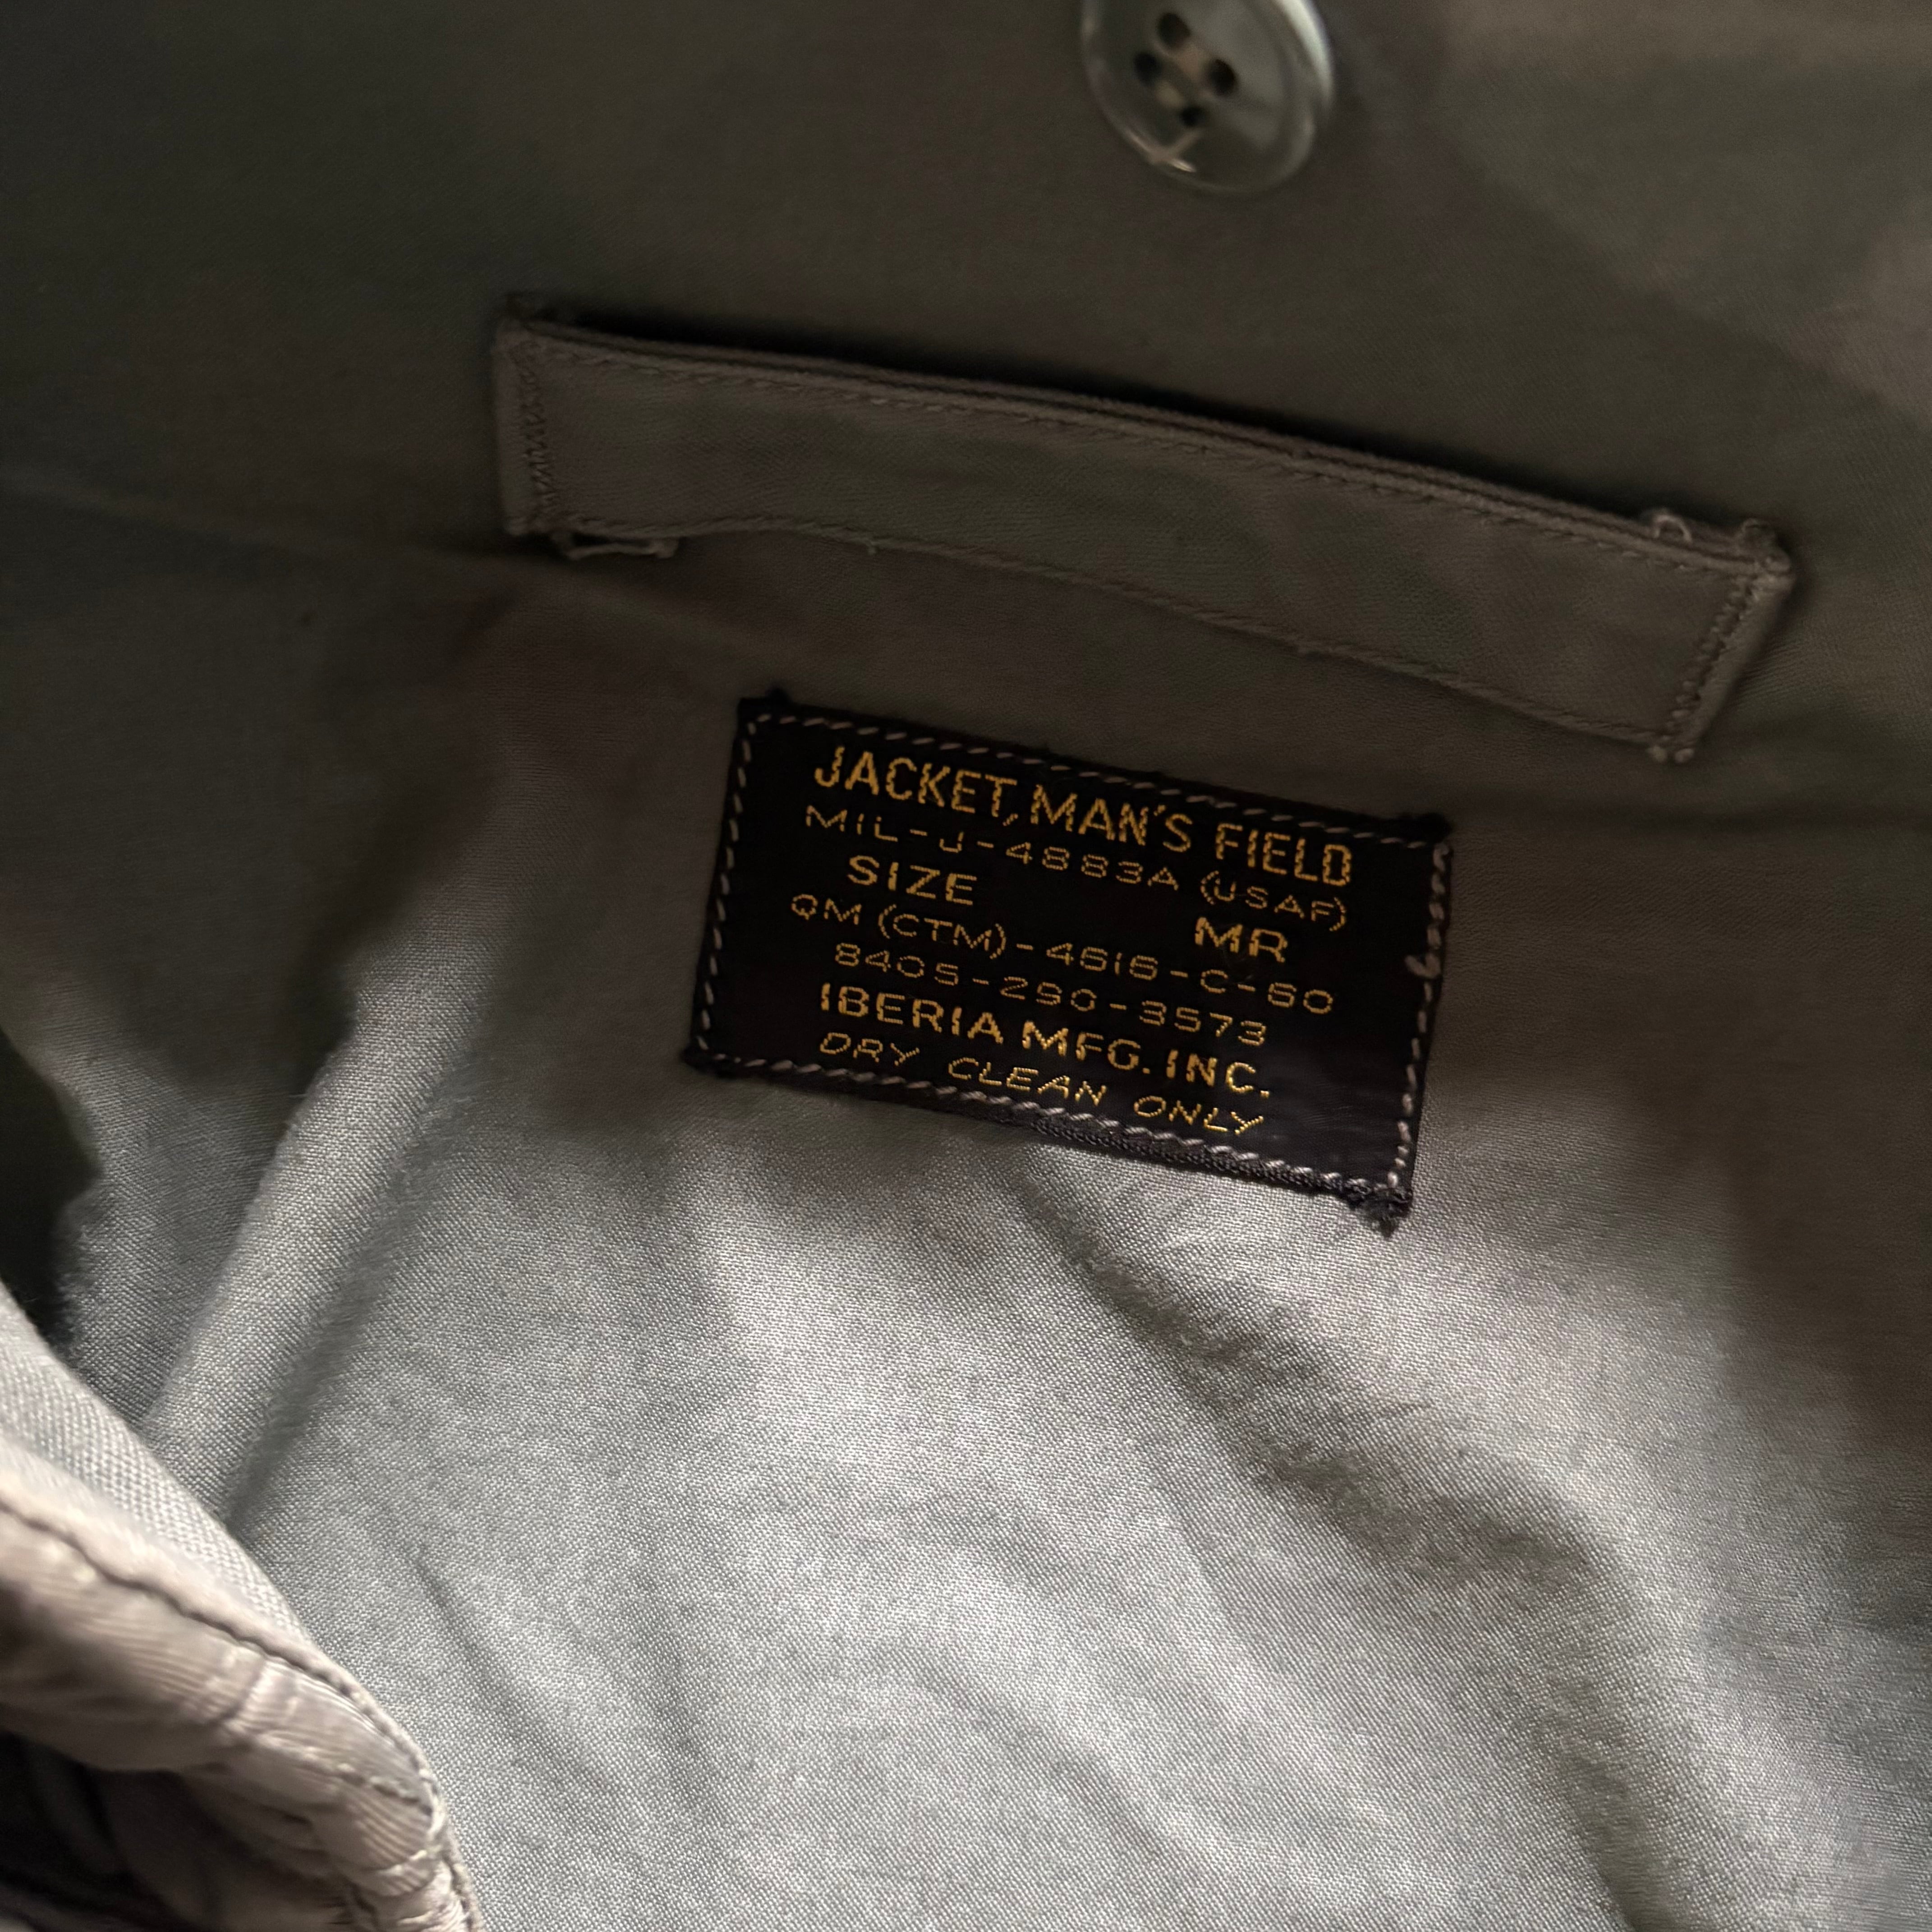 JACKET, MAN'S FIELD
MIL-J-4883A (USAF)
SIZE MR
QM (CTM)-4616-C-60
8405-290-3573
IBERIA MFG. INC.
DRY CLEAN ONLY